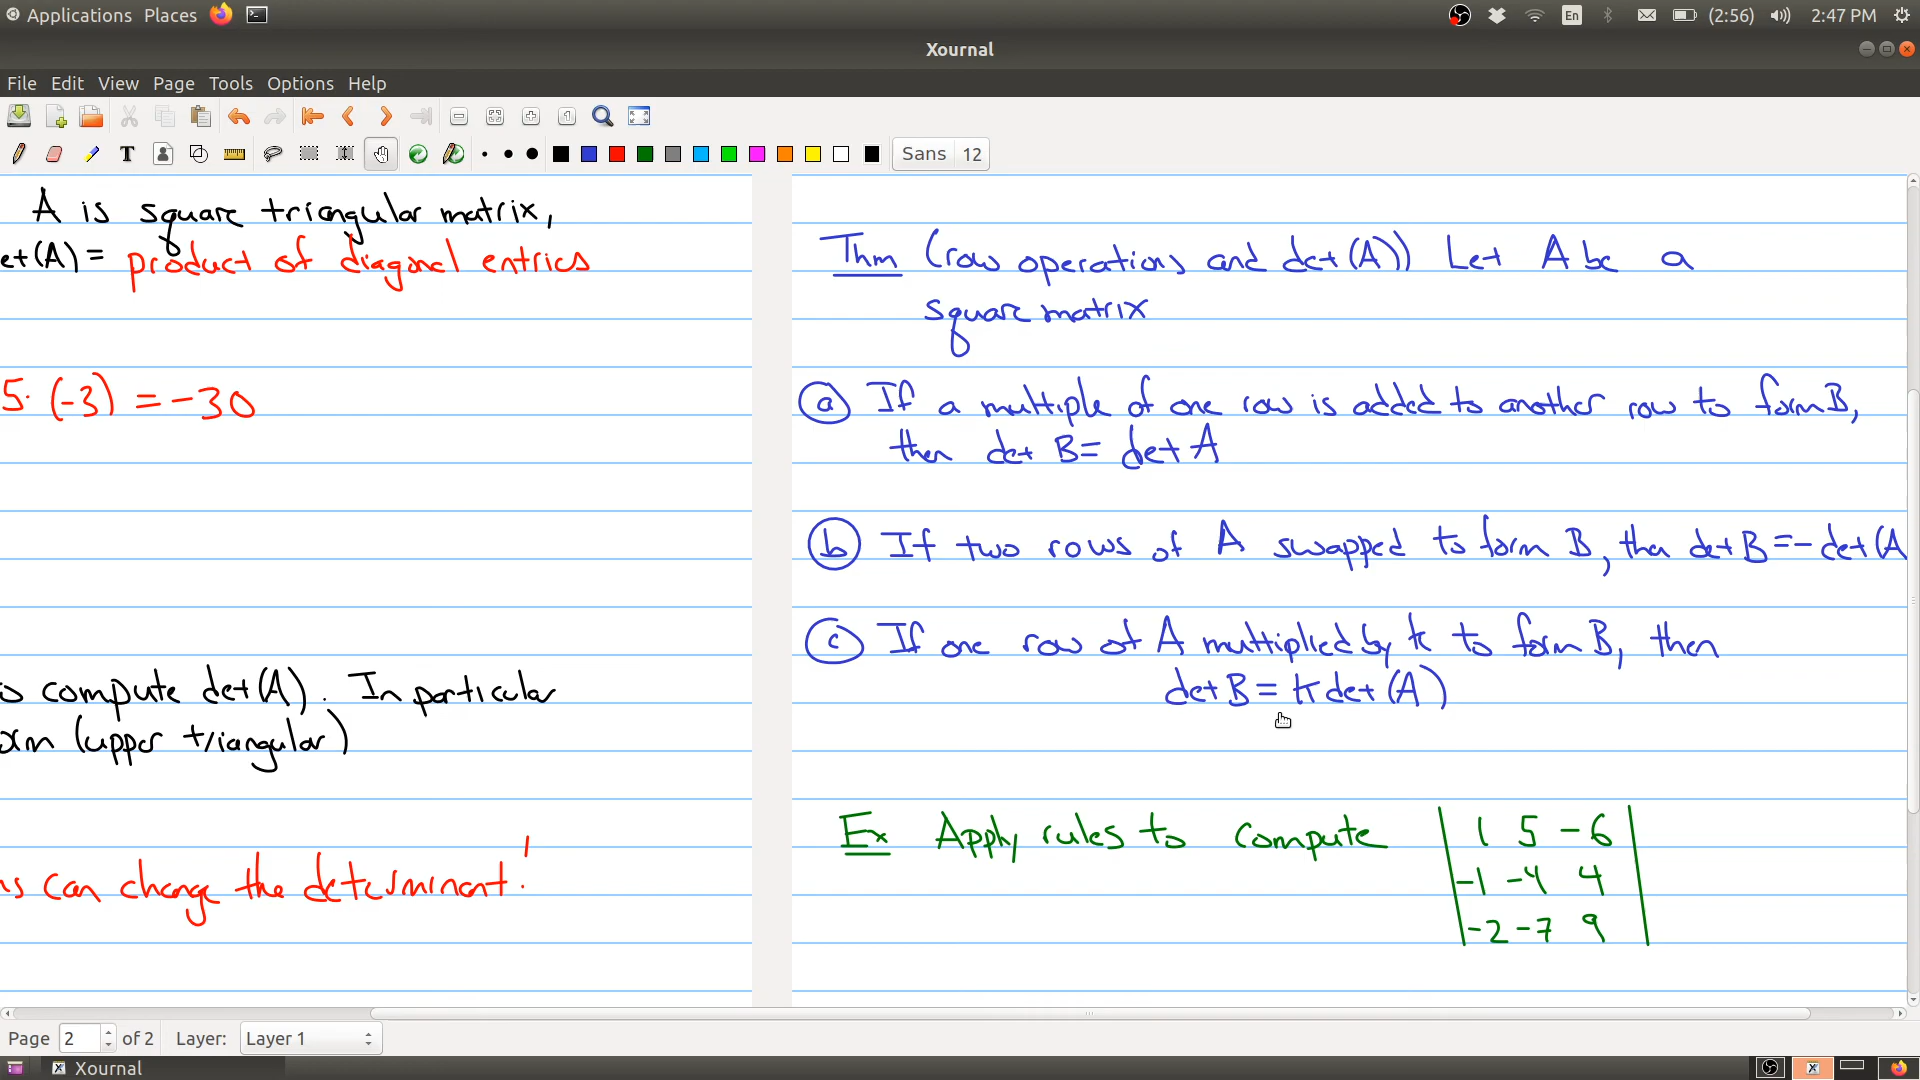 Applications Places
En (2:56) 2:47 PM
Xournal
File Edit View Page Tools Options Help
Sans 12
A is square triangular matrix,
et(A) = product of diagonal entries
5· (-3) = -30
o compute det(A). In particular
orm (upper triangular)
ns can change the determinant!
Thm (row operations and det(A)) Let A be a
square matrix
(a) If a multiple of one row is added to another row to form B,
then det B = det A
(b) If two rows of A swapped to form B, then det B = - det(A
(c) If one row of A multiplied by k to form B, then
det B = k det (A)
Ex Apply rules to compute | 1 5 -6 |
| -1 -4 4 |
| -2 -7 9 |
Page 2 of 2 Layer: Layer 1
Xournal